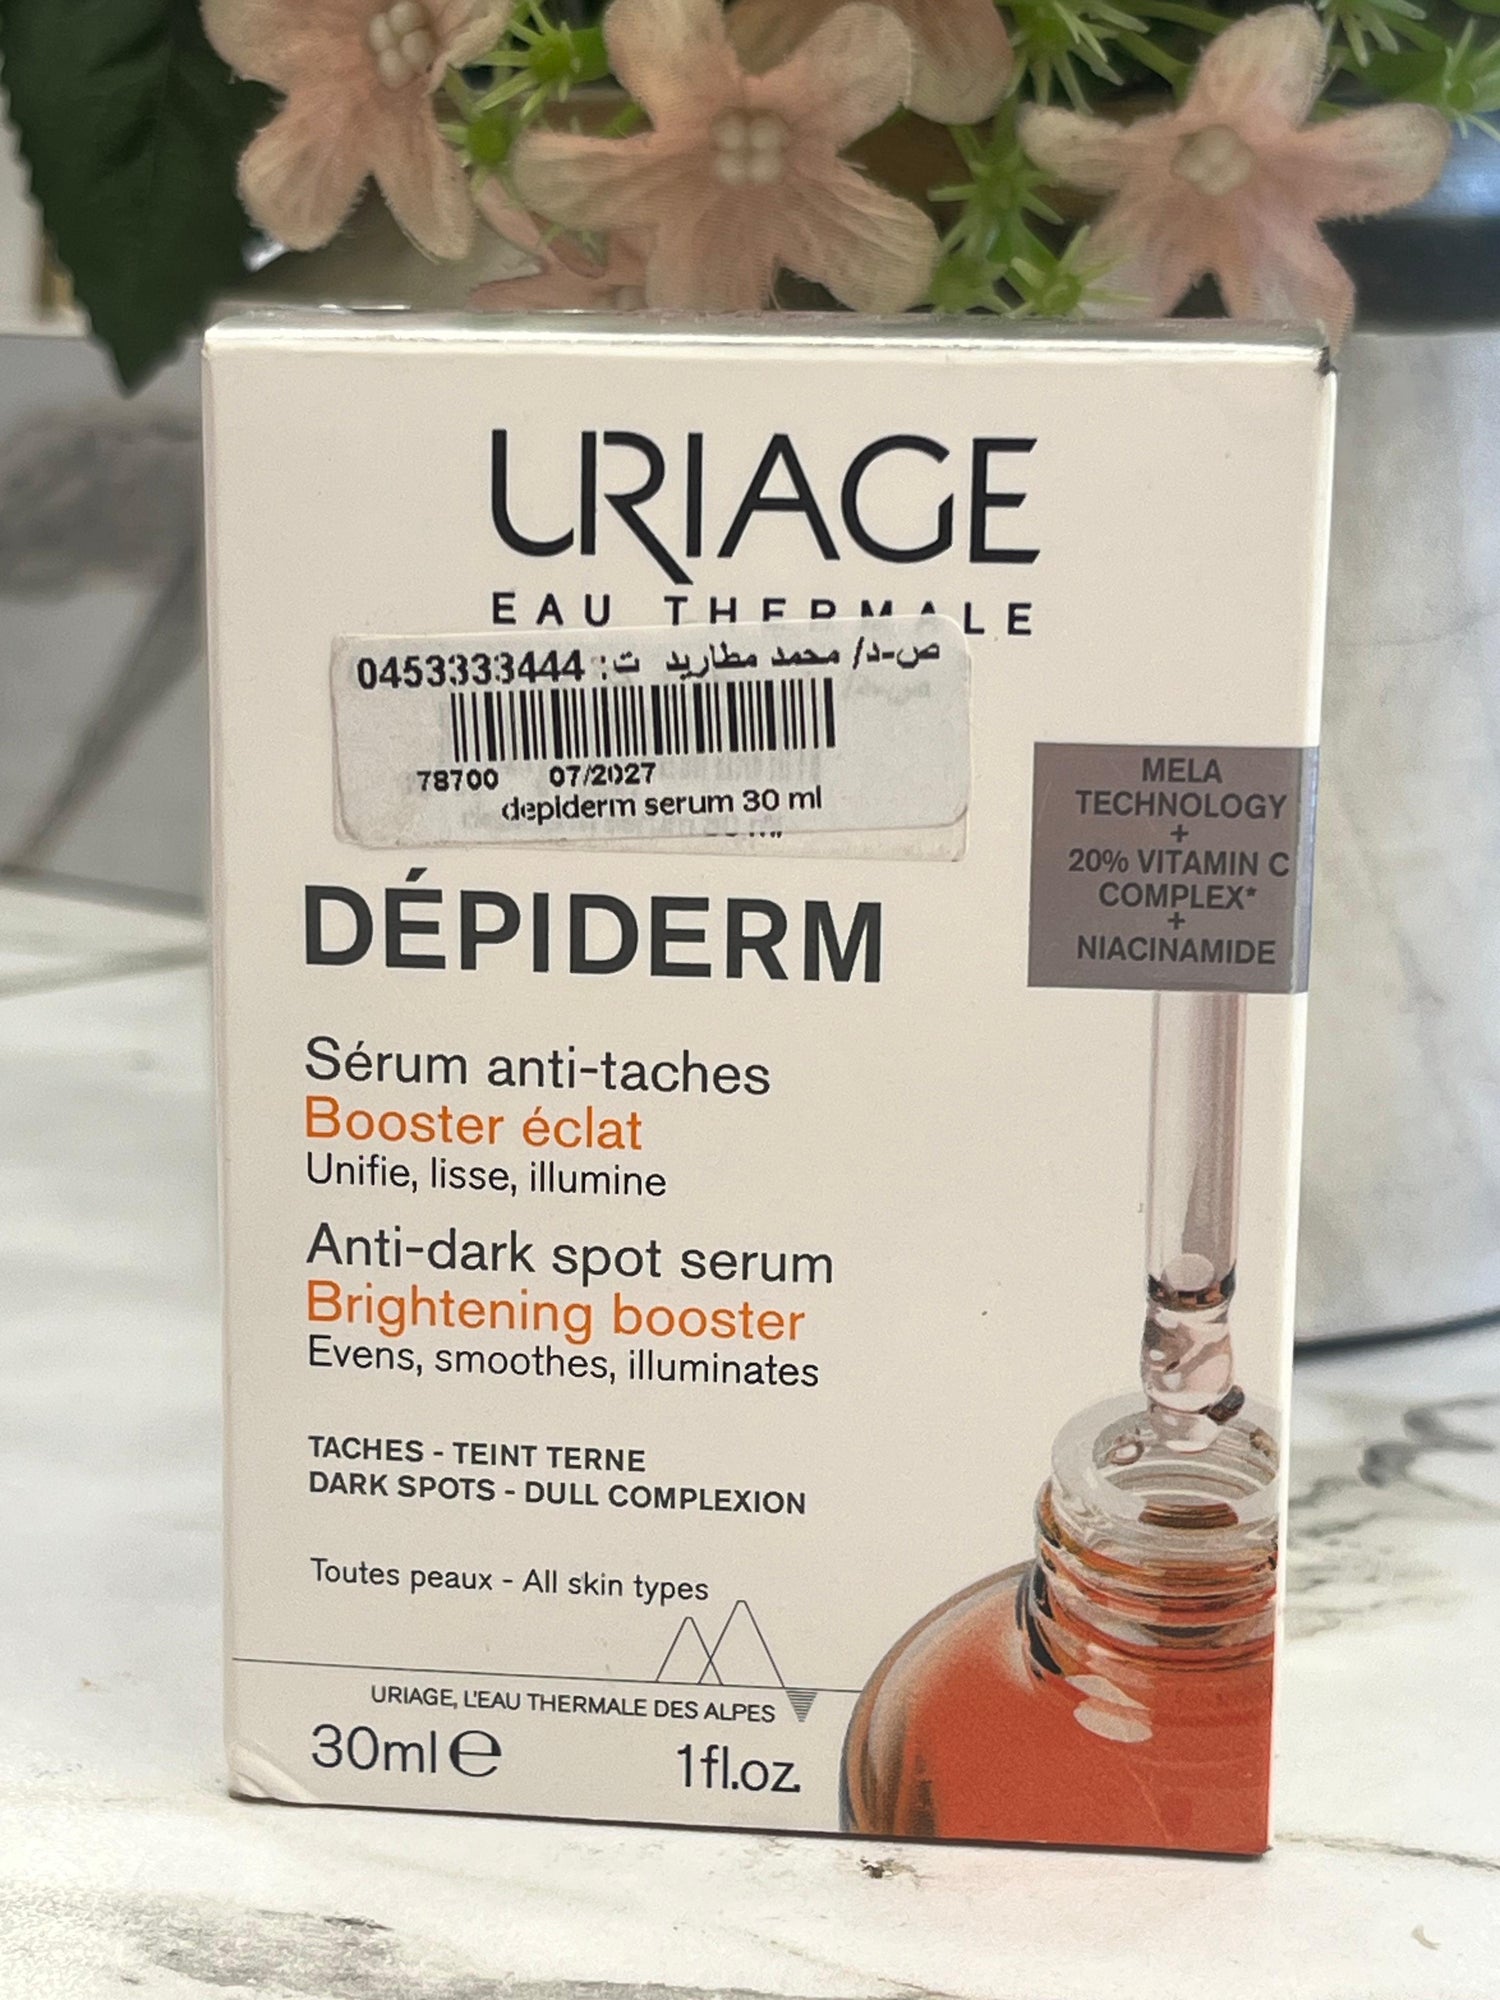 URIAGE
EAU THERMALE
ص-د/ محمد مطاريد ت: 0453333444
78700 07/2027
depiderm serum 30 ml
MELA
TECHNOLOGY
+
20% VITAMIN C
COMPLEX*
+
NIACINAMIDE
DÉPIDERM
Sérum anti-taches
Booster éclat
Unifie, lisse, illumine
Anti-dark spot serum
Brightening booster
Evens, smoothes, illuminates
TACHES - TEINT TERNE
DARK SPOTS - DULL COMPLEXION
Toutes peaux - All skin types
URIAGE, L'EAU THERMALE DES ALPES
30ml e 1fl.oz.